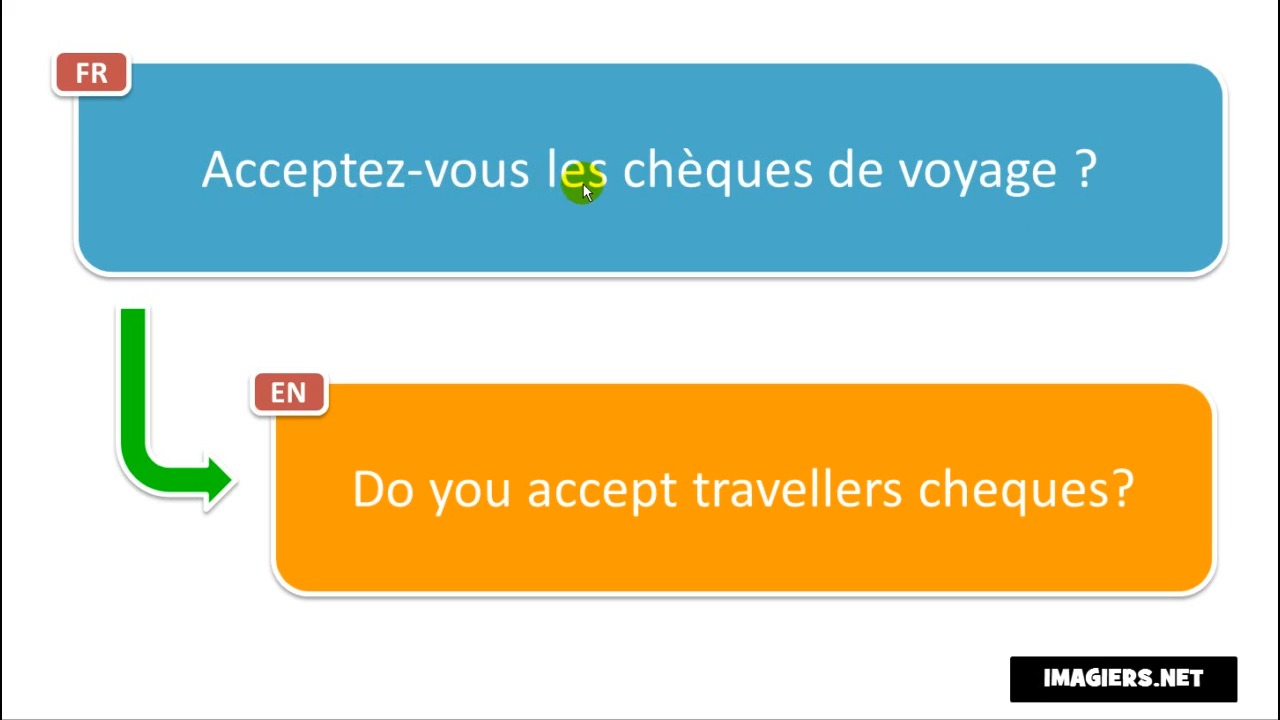 FR
Acceptez-vous les chèques de voyage ?
EN
Do you accept travellers cheques?
IMAGIERS.NET